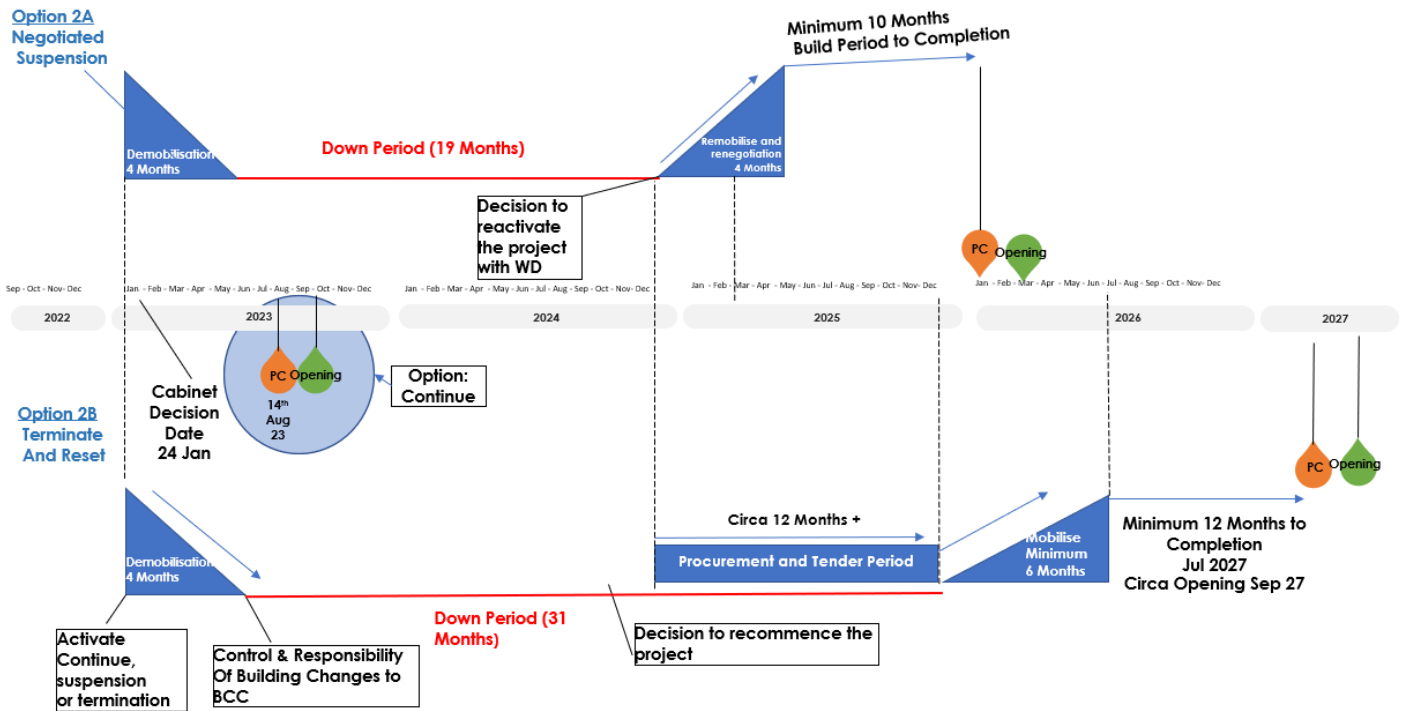 Option 2A
Negotiated
Suspension
Minimum 10 Months
Build Period to Completion
Demobilisation
4 Months
Down Period (19 Months)
Remobilise and
renegotiation
4 Months
Decision to
reactivate
the project
with WD
PC
Opening
Sep - Oct - Nov- Dec
Jan - Feb - Mar - Apr - May - Jun - Jul - Aug - Sep - Oct - Nov- Dec
Jan - Feb - Mar - Apr - May - Jun - Jul - Aug - Sep - Oct - Nov- Dec
Jan - Feb - Mar - Apr - May - Jun - Jul - Aug - Sep - Oct - Nov- Dec
Jan - Feb - Mar - Apr - May - Jun - Jul - Aug - Sep - Oct - Nov- Dec
2022
2023
2024
2025
2026
2027
PC
Opening
14th
Aug
23
Option:
Continue
Cabinet
Decision
Date
24 Jan
Option 2B
Terminate
And Reset
PC
Opening
Demobilisation
4 Months
Circa 12 Months +
Procurement and Tender Period
Mobilise
Minimum
6 Months
Minimum 12 Months to
Completion
Jul 2027
Circa Opening Sep 27
Down Period (31
Months)
Activate
Continue,
suspension
or termination
Control & Responsibility
Of Building Changes to
BCC
Decision to recommence the
project